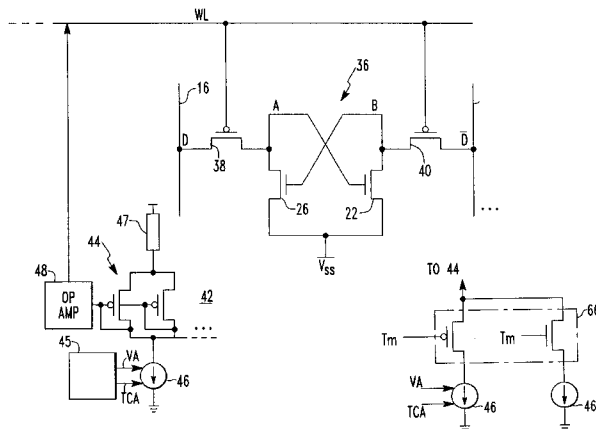 WL
36
16
A
B
D
D̅
38
40
26
22
47
V_SS
44
TO 44
48
OP
AMP
42
66
...
...
Tm
Tm
45
VA
TCA
46
VA
TCA
46
46